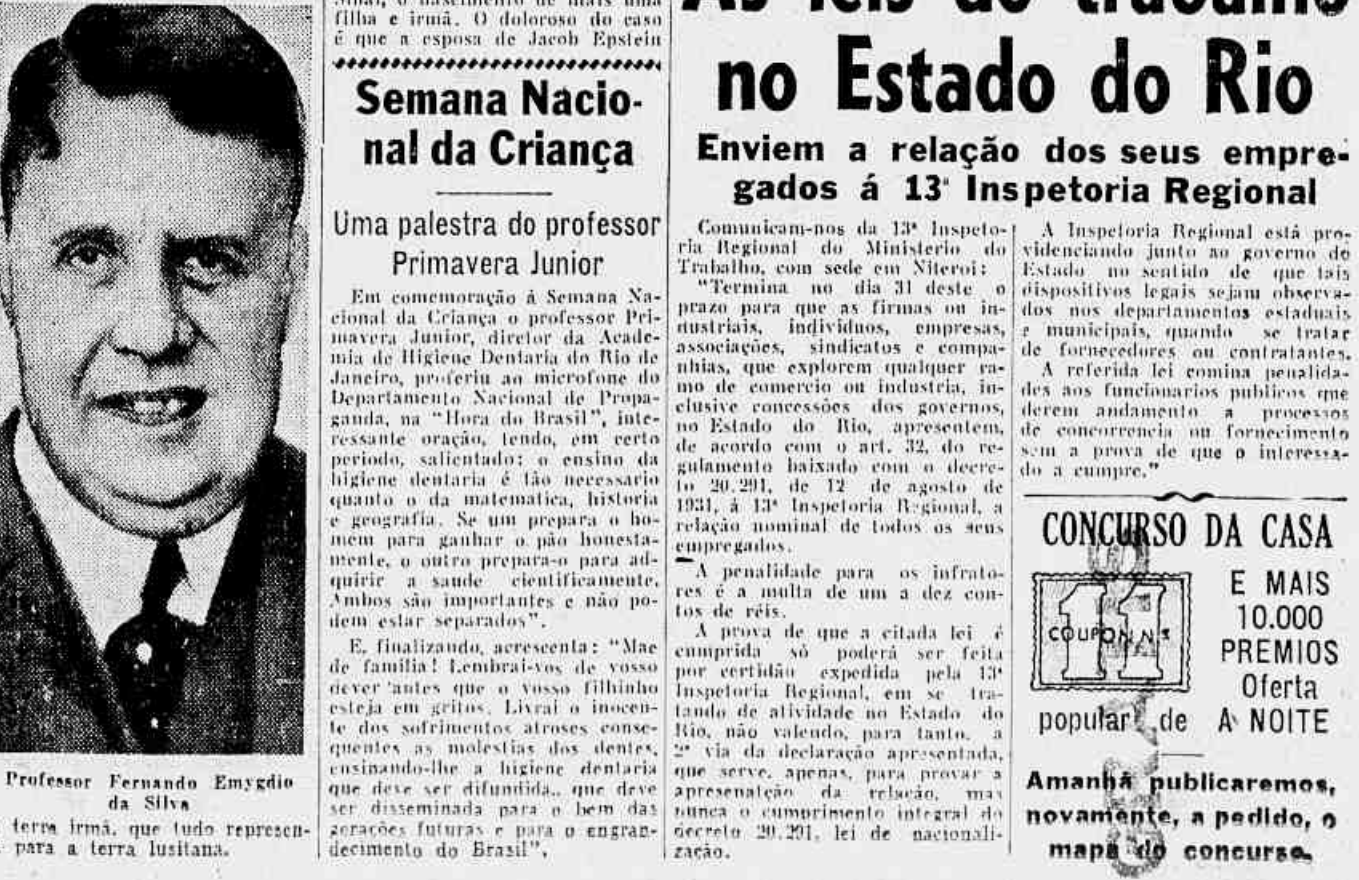 Professor Fernando Emygdio
da Silva
terra irmã, que tudo represen-
para a terra lusitana.
filha e irmã. O doloroso do caso
é que a esposa de Jacob Epstein
Semana Nacio-
nal da Criança
Uma palestra do professor
Primavera Junior
Em comemoração á Semana Na-
cional da Criança o professor Pri-
mavera Junior, diretor da Acade-
mia de Higiene Dentaria do Rio de
Janeiro, proferiu ao microfone do
Departamento Nacional de Propa-
ganda, na "Hora do Brasil", inte-
ressante oração, tendo, em certo
periodo, salientado: o ensino da
higiene dentaria é tão necessario
quanto o da matematica, historia
e geografia. Se um prepara o ho-
mem para ganhar o pão honesta-
mente, o outro prepara-o para ad-
quirir a saude cientificamente.
Ambos são importantes e não po-
dem estar separados".
E, finalizando, acrescenta: "Mãe
de familia! Lembrai-vos de vosso
dever antes que o vosso filhinho
esteja em gritos. Livrai o inocen-
te dos sofrimentos atroses conse-
quentes as molestias dos dentes,
ensinando-lhe a higiene dentaria
que deve ser difundida, que deve
ser disseminada para o bem das
gerações futuras e para o engran-
decimento do Brasil".
As leis do trabalho
no Estado do Rio
Enviem a relação dos seus empre-
gados á 13ª Inspetoria Regional
Comunicam-nos da 13ª Inspeto-
ria Regional do Ministerio do
Trabalho, com sede em Niteroi:
"Termina no dia 31 deste o
prazo para que as firmas ou in-
dustriais, individuos, empresas,
associações, sindicatos e compa-
nhias, que explorem qualquer ra-
mo de comercio ou industria, in-
clusive concessões dos governos,
no Estado do Rio, apresentem,
de acordo com o art. 32, do re-
gulamento baixado com o decre-
to 20.291, de 12 de agosto de
1931, á 13ª Inspetoria Regional, a
relação nominal de todos os seus
empregados.
A penalidade para os infrato-
res é a multa de um a dez con-
tos de réis.
A prova de que a citada lei é
cumprida só poderá ser feita
por certidão expedida pela 13ª
Inspetoria Regional, em se tra-
tando de atividade no Estado do
Rio, não valendo, para tanto, a
2ª via da declaração apresentada,
que serve, apenas, para provar a
apresenatção da relação, mas
nunca o cumprimento integral do
decreto 20.291, lei de nacionali-
zação.
A Inspetoria Regional está pro-
videnciando junto ao governo do
Estado no sentido de que tais
dispositivos legais sejam observa-
dos nos departamentos estaduais
e municipais, quando se tratar
de fornecedores ou contratantes.
A referida lei comina penalida-
des aos funcionarios publicos que
derem andamento a processos
de concorrencia ou fornecimento
sem a prova de que o interessa-
do a cumpre."
CONCURSO DA CASA
11
COUPON N.º
E MAIS
10.000
PREMIOS
Oferta
popular de A NOITE
Amanhã publicaremos,
novamente, a pedido, o
mapa do concurso.